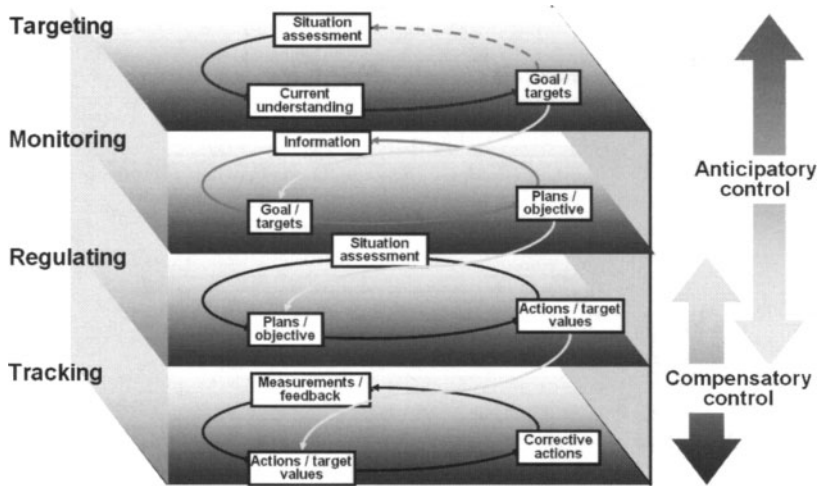 Targeting
Situation
assessment
Current
understanding
Goal /
targets
Monitoring
Information
Goal /
targets
Plans /
objective
Anticipatory
control
Regulating
Situation
assessment
Plans /
objective
Actions / target
values
Tracking
Measurements /
feedback
Actions / target
values
Corrective
actions
Compensatory
control